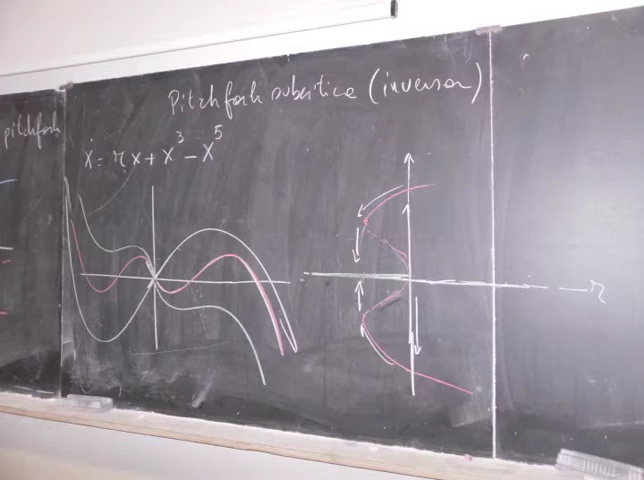 Pitchfork subcritica (inversa)
pitchfork
ẋ = r x + x³ − x⁵
r